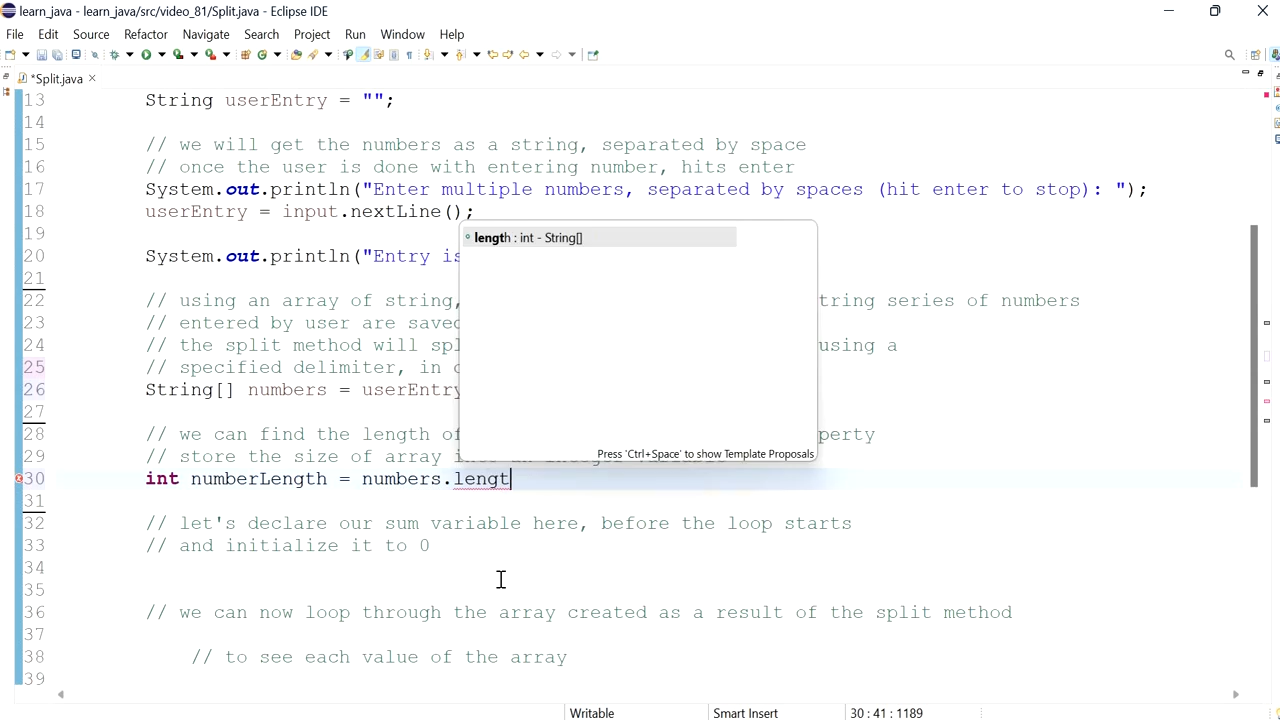 learn_java - learn_java/src/video_81/Split.java - Eclipse IDE
File Edit Source Refactor Navigate Search Project Run Window Help
*Split.java
13 String userEntry = "";
14
15 // we will get the numbers as a string, separated by space
16 // once the user is done with entering number, hits enter
17 System.out.println("Enter multiple numbers, separated by spaces (hit enter to stop): ");
18 userEntry = input.nextLine();
19
length : int - String[]
20 System.out.println("Entry is
21
22 // using an array of string, tring series of numbers
23 // entered by user are saved
24 // the split method will spl using a
25 // specified delimiter, in c
26 String[] numbers = userEntry
27
28 // we can find the length of perty
Press 'Ctrl+Space' to show Template Proposals
29 // store the size of array into an integer variable
30 int numberLength = numbers.lengt
31
32 // let's declare our sum variable here, before the loop starts
33 // and initialize it to 0
34
35
36 // we can now loop through the array created as a result of the split method
37
38 // to see each value of the array
39
Writable Smart Insert 30 : 41 : 1189